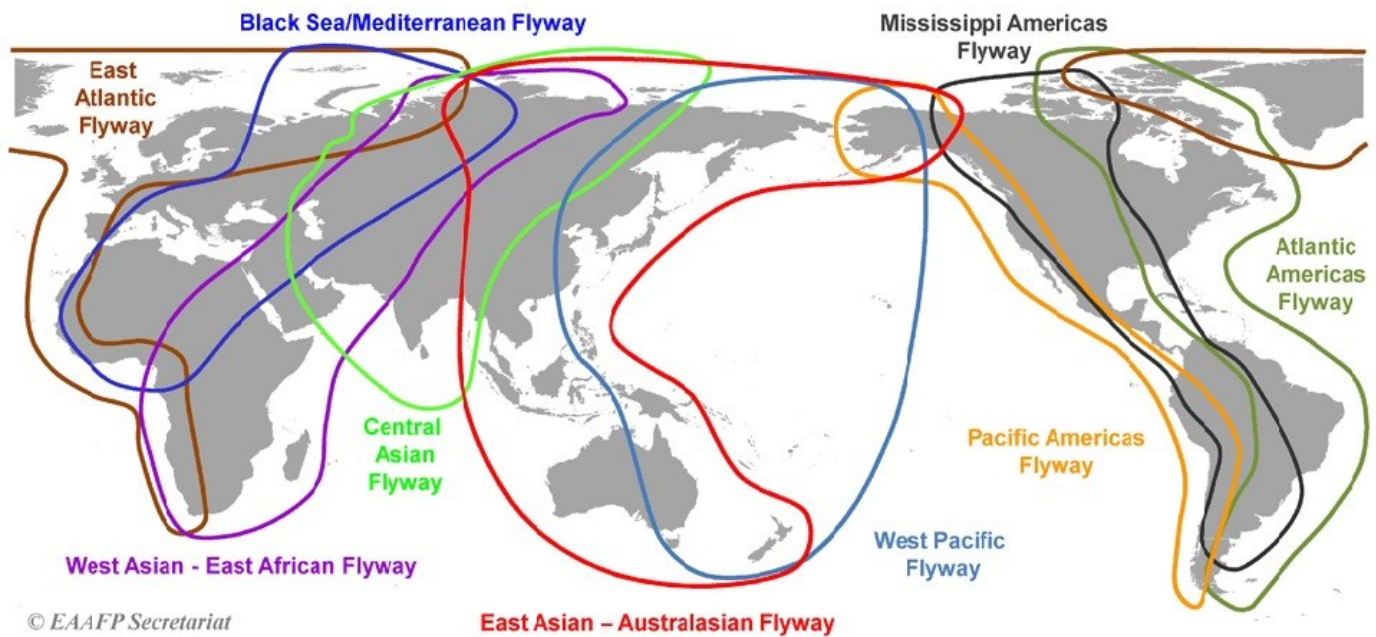 Black Sea/Mediterranean Flyway
Mississippi Americas
Flyway
East
Atlantic
Flyway
Atlantic
Americas
Flyway
Central
Asian
Flyway
Pacific Americas
Flyway
West Pacific
Flyway
West Asian - East African Flyway
© EAAFP Secretariat
East Asian – Australasian Flyway